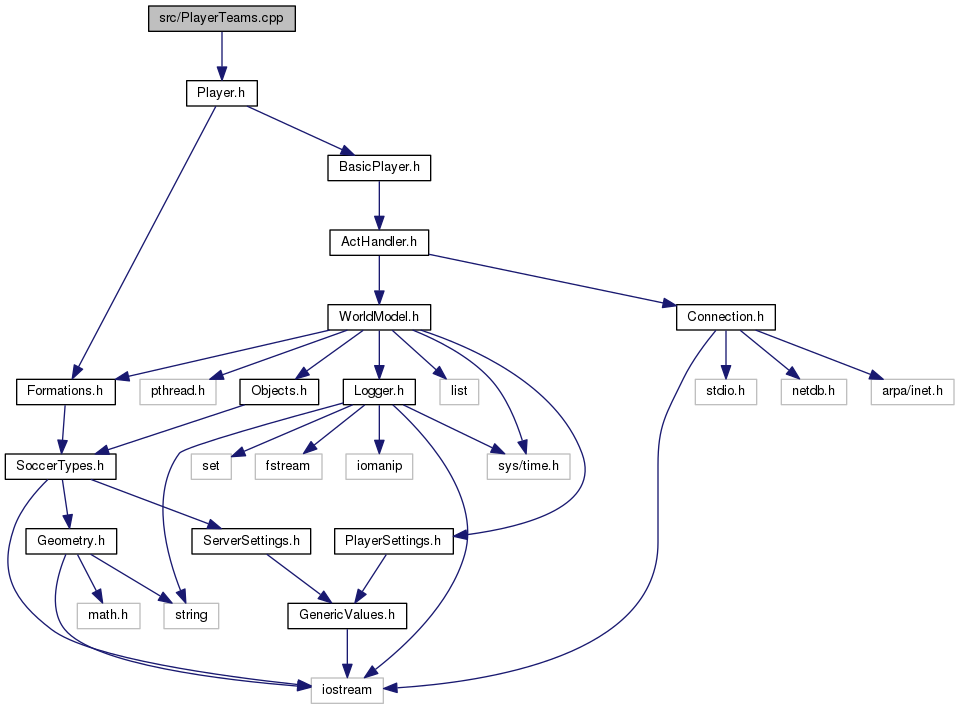 src/PlayerTeams.cpp
Player.h
BasicPlayer.h
ActHandler.h
WorldModel.h
Connection.h
Formations.h
pthread.h
Objects.h
Logger.h
list
stdio.h
netdb.h
arpa/inet.h
SoccerTypes.h
set
fstream
iomanip
sys/time.h
Geometry.h
ServerSettings.h
PlayerSettings.h
math.h
string
GenericValues.h
iostream